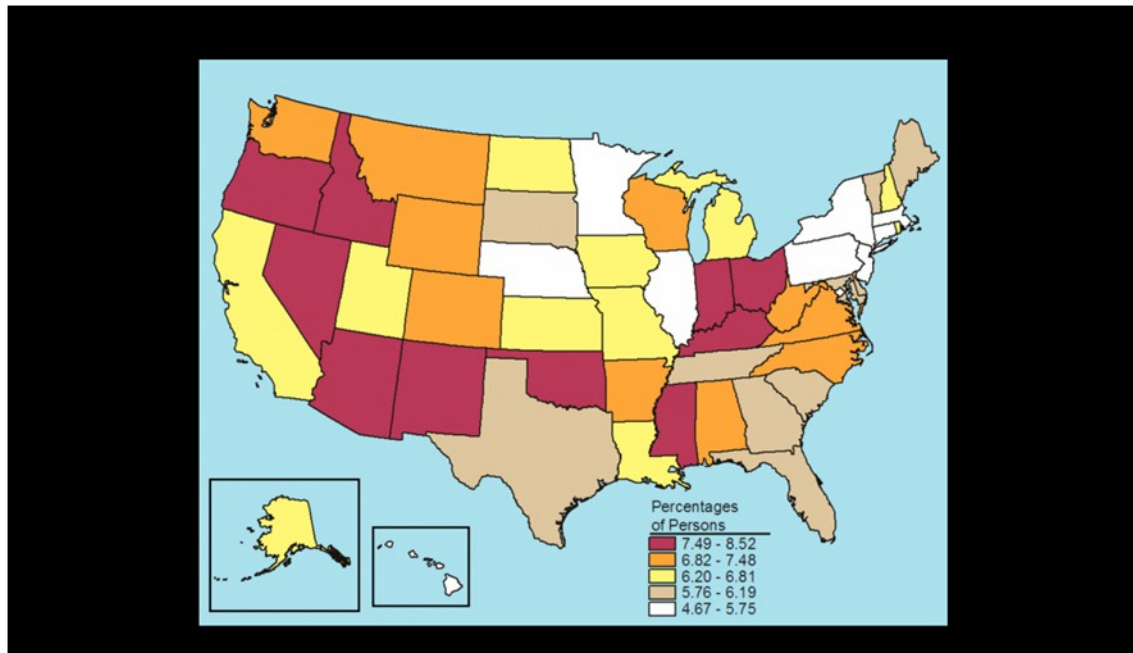 Percentages
of Persons
7.49 - 8.52
6.82 - 7.48
6.20 - 6.81
5.76 - 6.19
4.67 - 5.75